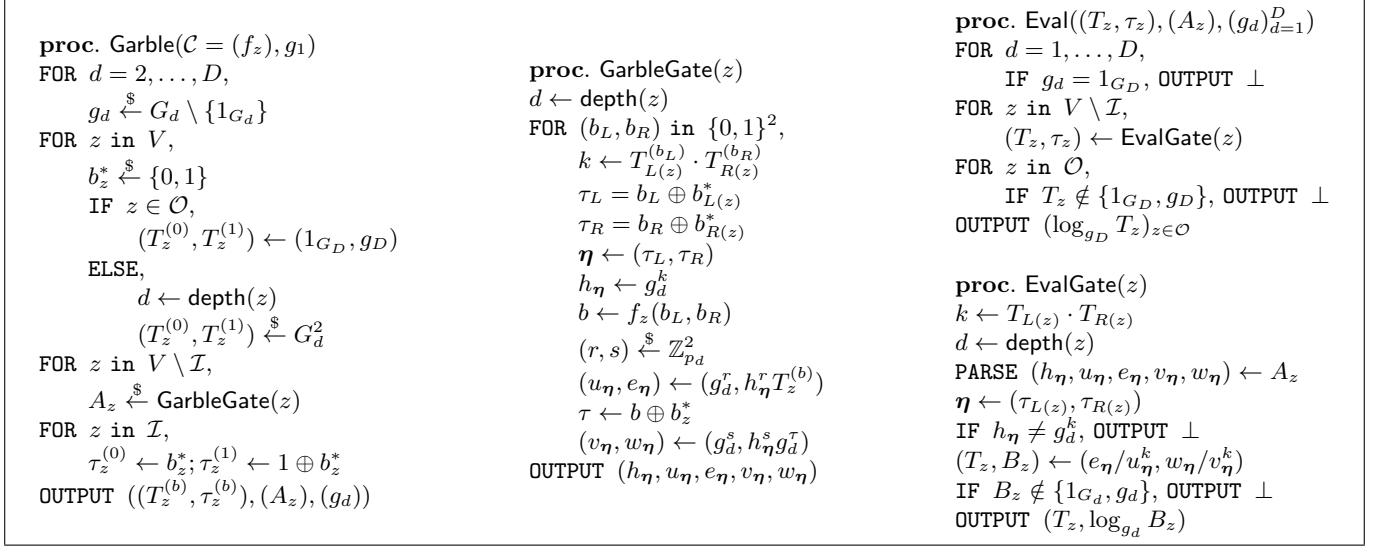 proc. Garble(𝒞 = (f_z), g_1)
FOR d = 2, . . . , D,
g_d ←$ G_d \ {1_{G_d}}
FOR z in V,
b_z^* ←$ {0, 1}
IF z ∈ 𝒪,
(T_z^{(0)}, T_z^{(1)}) ← (1_{G_D}, g_D)
ELSE,
d ← depth(z)
(T_z^{(0)}, T_z^{(1)}) ←$ G_d^2
FOR z in V \ ℐ,
A_z ←$ GarbleGate(z)
FOR z in ℐ,
τ_z^{(0)} ← b_z^*; τ_z^{(1)} ← 1 ⊕ b_z^*
OUTPUT ((T_z^{(b)}, τ_z^{(b)}), (A_z), (g_d))
proc. GarbleGate(z)
d ← depth(z)
FOR (b_L, b_R) in {0, 1}^2,
k ← T_{L(z)}^{(b_L)} · T_{R(z)}^{(b_R)}
τ_L = b_L ⊕ b_{L(z)}^*
τ_R = b_R ⊕ b_{R(z)}^*
η ← (τ_L, τ_R)
h_η ← g_d^k
b ← f_z(b_L, b_R)
(r, s) ←$ ℤ_{p_d}^2
(u_η, e_η) ← (g_d^r, h_η^r T_z^{(b)})
τ ← b ⊕ b_z^*
(v_η, w_η) ← (g_d^s, h_η^s g_d^τ)
OUTPUT (h_η, u_η, e_η, v_η, w_η)
proc. Eval((T_z, τ_z), (A_z), (g_d)_{d=1}^D)
FOR d = 1, . . . , D,
IF g_d = 1_{G_D}, OUTPUT ⊥
FOR z in V \ ℐ,
(T_z, τ_z) ← EvalGate(z)
FOR z in 𝒪,
IF T_z ∉ {1_{G_D}, g_D}, OUTPUT ⊥
OUTPUT (log_{g_D} T_z)_{z∈𝒪}
proc. EvalGate(z)
k ← T_{L(z)} · T_{R(z)}
d ← depth(z)
PARSE (h_η, u_η, e_η, v_η, w_η) ← A_z
η ← (τ_{L(z)}, τ_{R(z)})
IF h_η ≠ g_d^k, OUTPUT ⊥
(T_z, B_z) ← (e_η/u_η^k, w_η/v_η^k)
IF B_z ∉ {1_{G_d}, g_d}, OUTPUT ⊥
OUTPUT (T_z, log_{g_d} B_z)